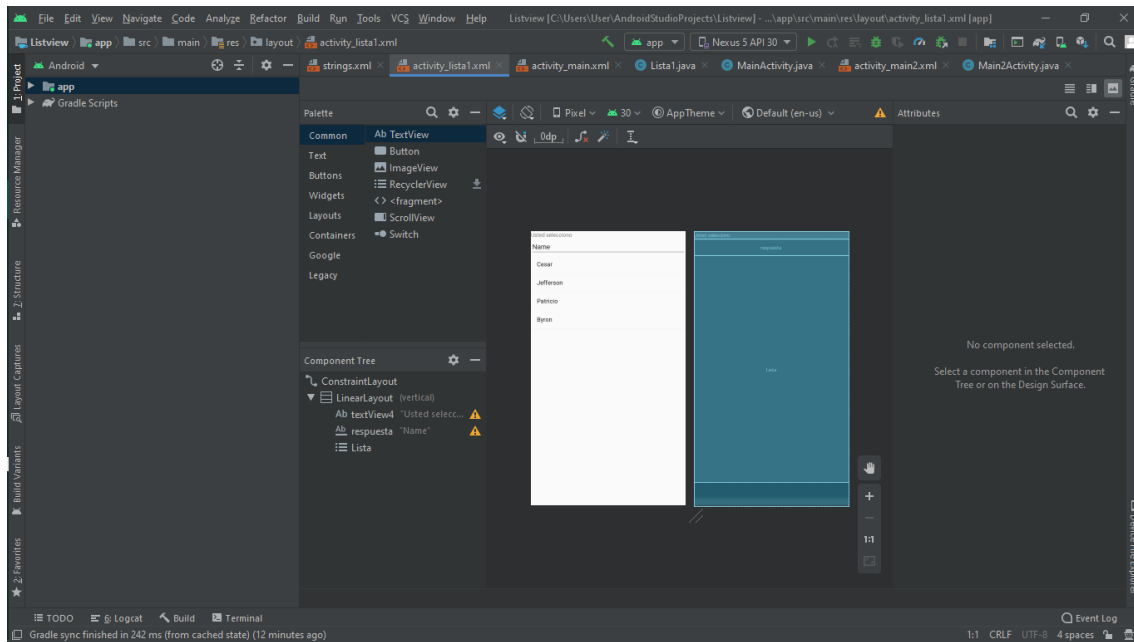 File Edit View Navigate Code Analyze Refactor Build Run Tools VCS Window Help Listview [C:\Users\User\AndroidStudioProjects\Listview] - ...\app\src\main\res\layout\activity_lista1.xml [app]
Listview app src main res layout activity_lista1.xml app Nexus 5 API 30
Android strings.xml activity_lista1.xml activity_main.xml Lista1.java MainActivity.java activity_main2.xml Main2Activity.java
1: Project
Resource Manager
Z: Structure
Layout Captures
Build Variants
2: Favorites
app
Gradle Scripts
Palette
Common
Text
Buttons
Widgets
Layouts
Containers
Google
Legacy
Ab TextView
Button
ImageView
RecyclerView
<> <fragment>
ScrollView
Switch
Component Tree
ConstraintLayout
LinearLayout (vertical)
Ab textView4 "Usted selecc...
Ab respuesta "Name"
Lista
Pixel 30 AppTheme Default (en-us)
0dp
Usted selecciono
Name
Cesar
Jefferson
Patricio
Byron
respuesta
Lista
1:1
Attributes
No component selected.
Select a component in the Component
Tree or on the Design Surface.
Gradle
Device File Explorer
TODO 6: Logcat Build Terminal Event Log
Gradle sync finished in 242 ms (from cached state) (12 minutes ago) 1:1 CRLF UTF-8 4 spaces